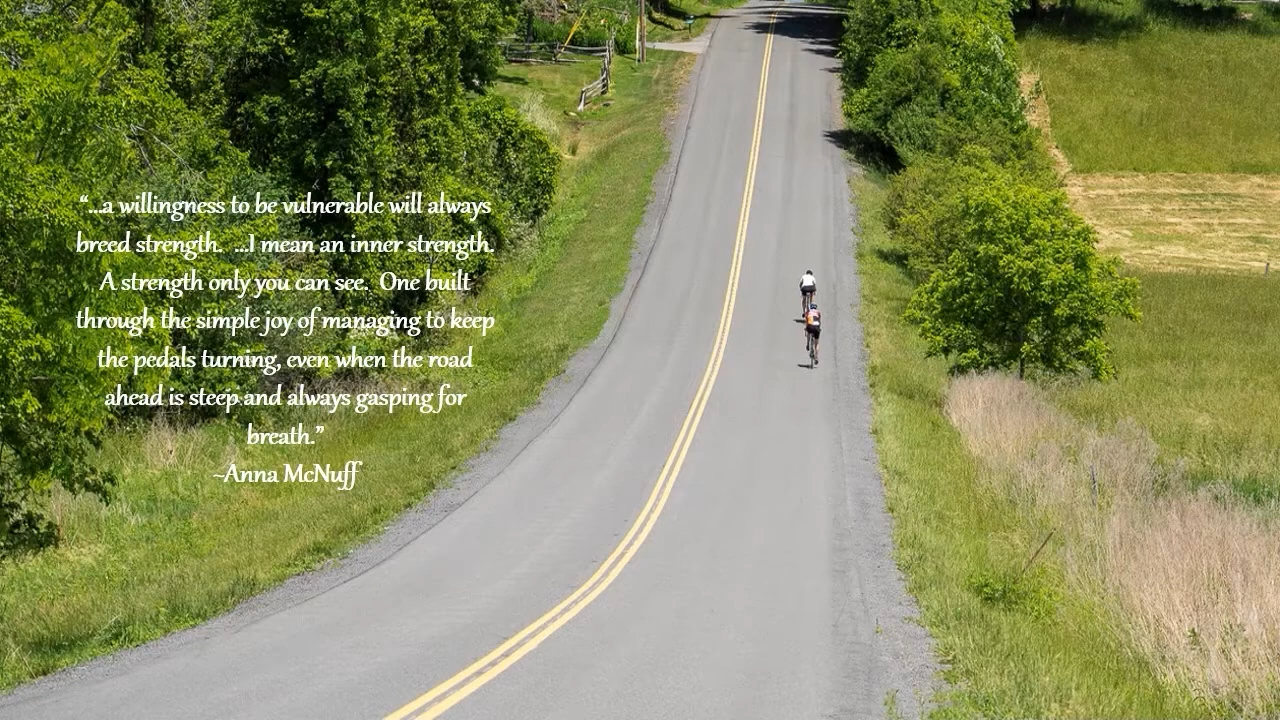 “...a willingness to be vulnerable will always
breed strength.  ...I mean an inner strength.
A strength only you can see.  One built
through the simple joy of managing to keep
the pedals turning, even when the road
ahead is steep and always gasping for
breath.”
~Anna McNuff